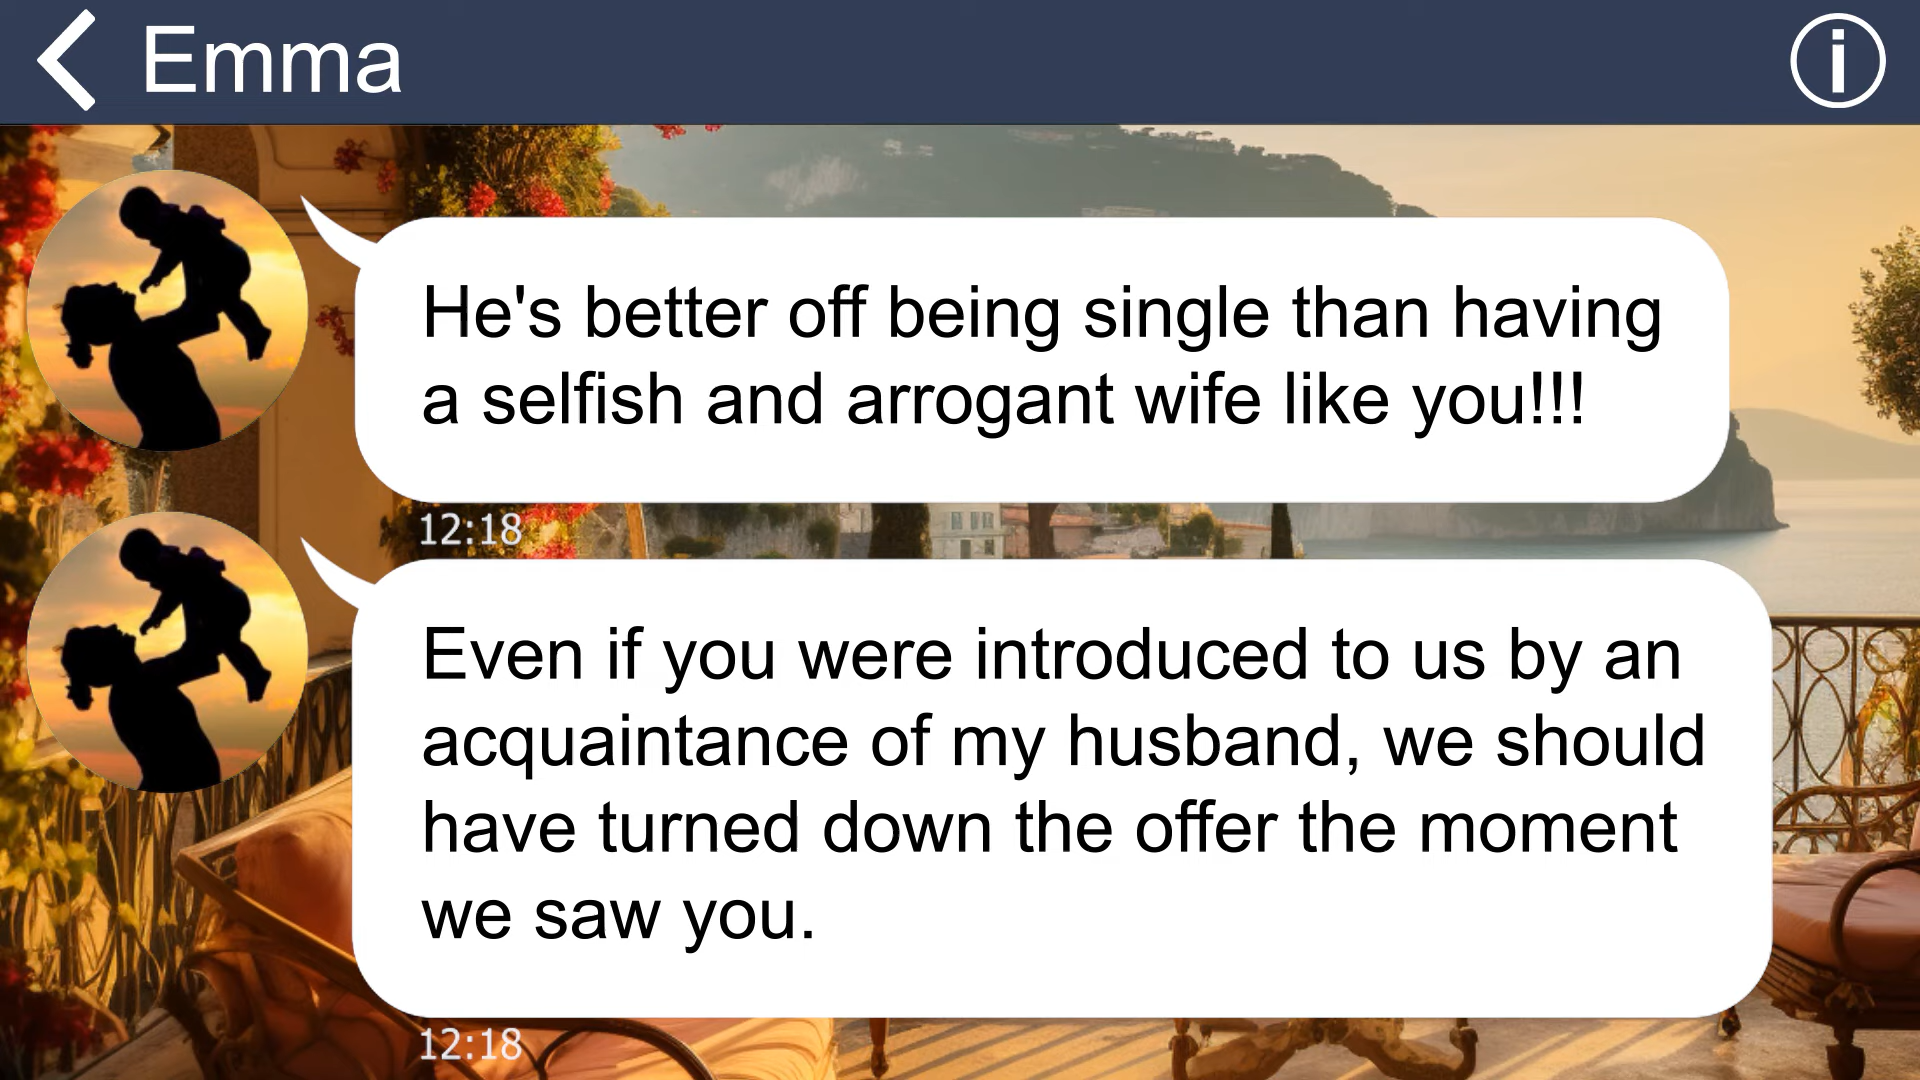 Emma
He's better off being single than having
a selfish and arrogant wife like you!!!
12:18
Even if you were introduced to us by an
acquaintance of my husband, we should
have turned down the offer the moment
we saw you.
12:18